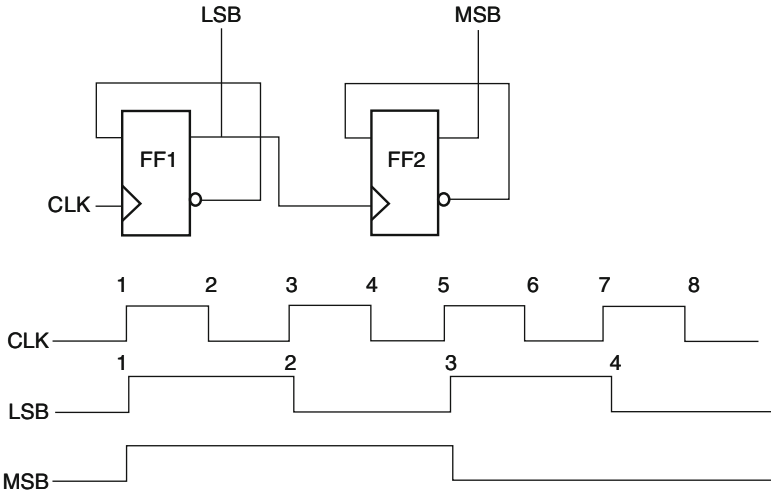 LSB MSB
FF1 FF2
CLK
1 2 3 4 5 6 7 8
CLK
1 2 3 4
LSB
MSB